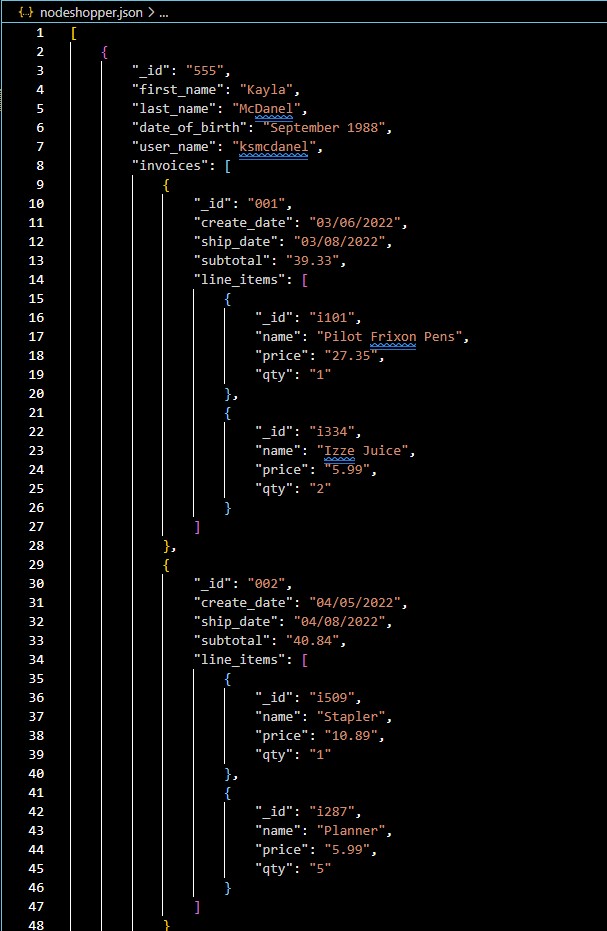 {..} nodeshopper.json > ...
1 [
2 {
3 "_id": "555",
4 "first_name": "Kayla",
5 "last_name": "McDanel",
6 "date_of_birth": "September 1988",
7 "user_name": "ksmcdanel",
8 "invoices": [
9 {
10 "_id": "001",
11 "create_date": "03/06/2022",
12 "ship_date": "03/08/2022",
13 "subtotal": "39.33",
14 "line_items": [
15 {
16 "_id": "i101",
17 "name": "Pilot Frixon Pens",
18 "price": "27.35",
19 "qty": "1"
20 },
21 {
22 "_id": "i334",
23 "name": "Izze Juice",
24 "price": "5.99",
25 "qty": "2"
26 }
27 ]
28 },
29 {
30 "_id": "002",
31 "create_date": "04/05/2022",
32 "ship_date": "04/08/2022",
33 "subtotal": "40.84",
34 "line_items": [
35 {
36 "_id": "i509",
37 "name": "Stapler",
38 "price": "10.89",
39 "qty": "1"
40 },
41 {
42 "_id": "i287",
43 "name": "Planner",
44 "price": "5.99",
45 "qty": "5"
46 }
47 ]
48 }